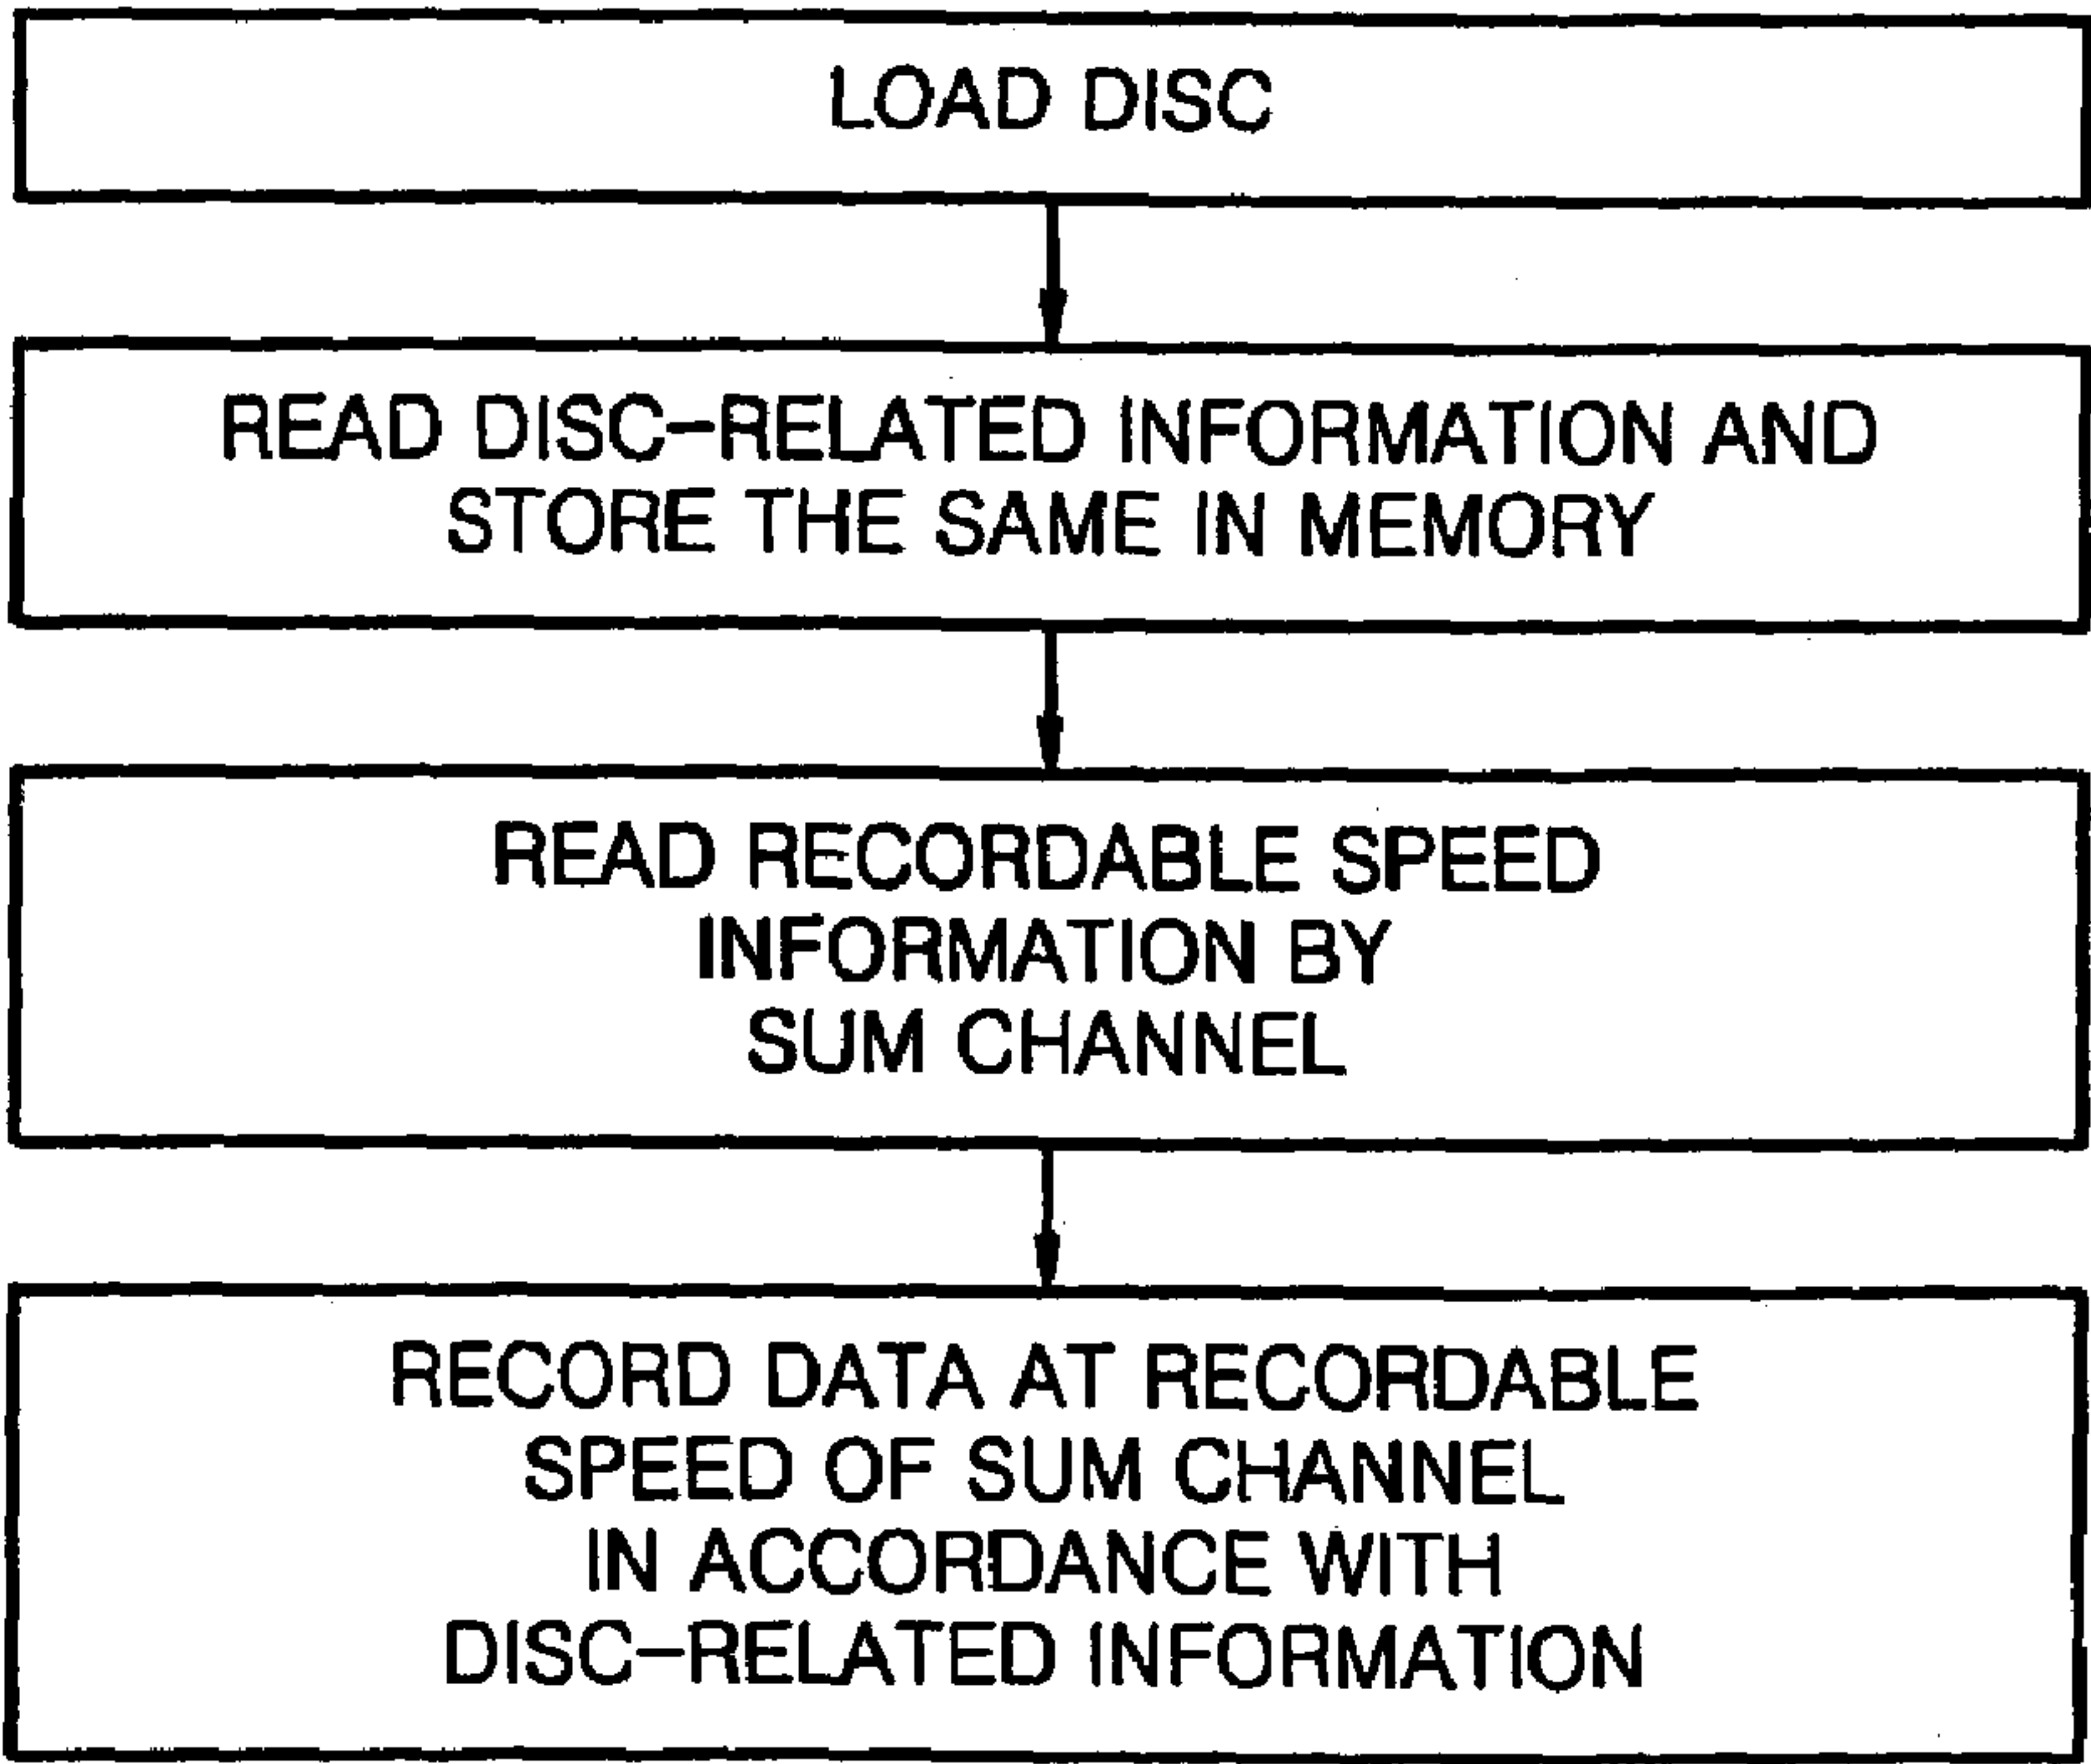 LOAD DISC
READ DISC-RELATED INFORMATION AND
STORE THE SAME IN MEMORY
READ RECORDABLE SPEED
INFORMATION BY
SUM CHANNEL
RECORD DATA AT RECORDABLE
SPEED OF SUM CHANNEL
IN ACCORDANCE WITH
DISC-RELATED INFORMATION